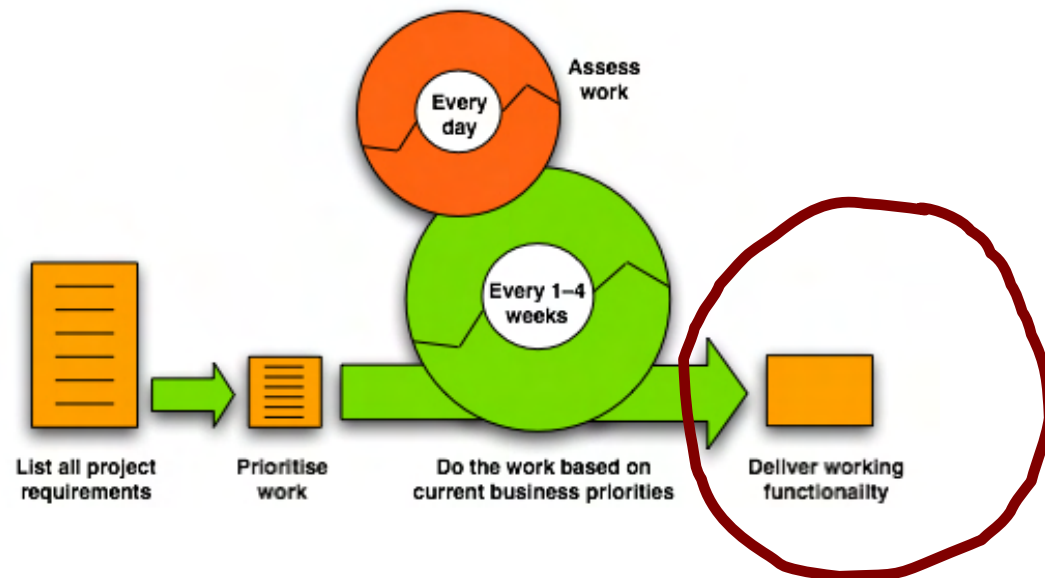 Every
day
Assess
work
Every 1–4
weeks
List all project
requirements
Prioritise
work
Do the work based on
current business priorities
Deliver working
functionailty